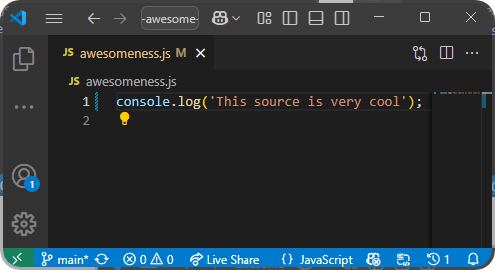 -awesome-
JS awesomeness.js M
JS awesomeness.js
1 console.log('This source is very cool');
2
1
main* 0 0 Live Share {} JavaScript 1